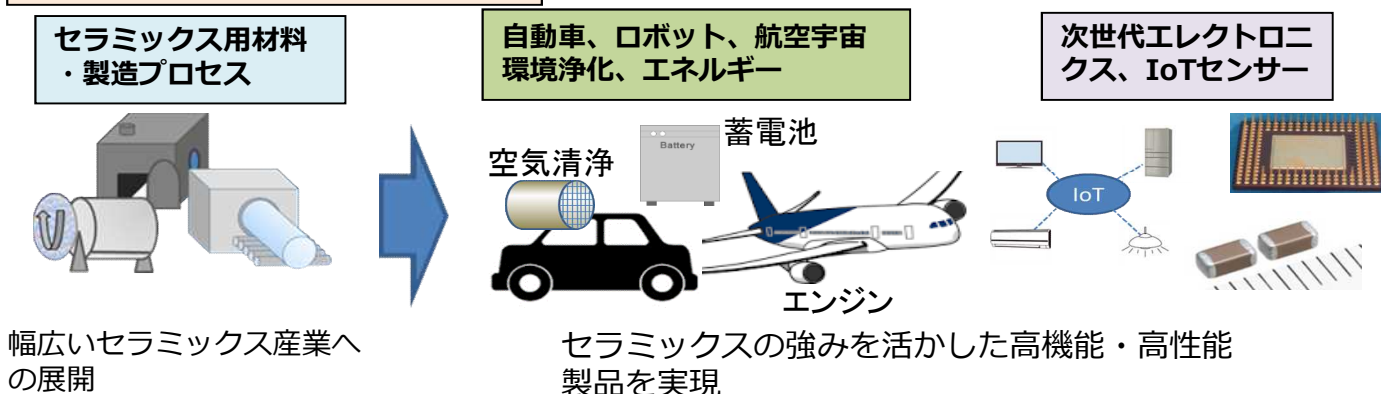 セラミックス用材料
・製造プロセス
自動車、ロボット、航空宇宙
環境浄化、エネルギー
次世代エレクトロニ
クス、IoTセンサー
空気清浄
Battery
蓄電池
エンジン
IoT
幅広いセラミックス産業へ
の展開
セラミックスの強みを活かした高機能・高性能
製品を実現